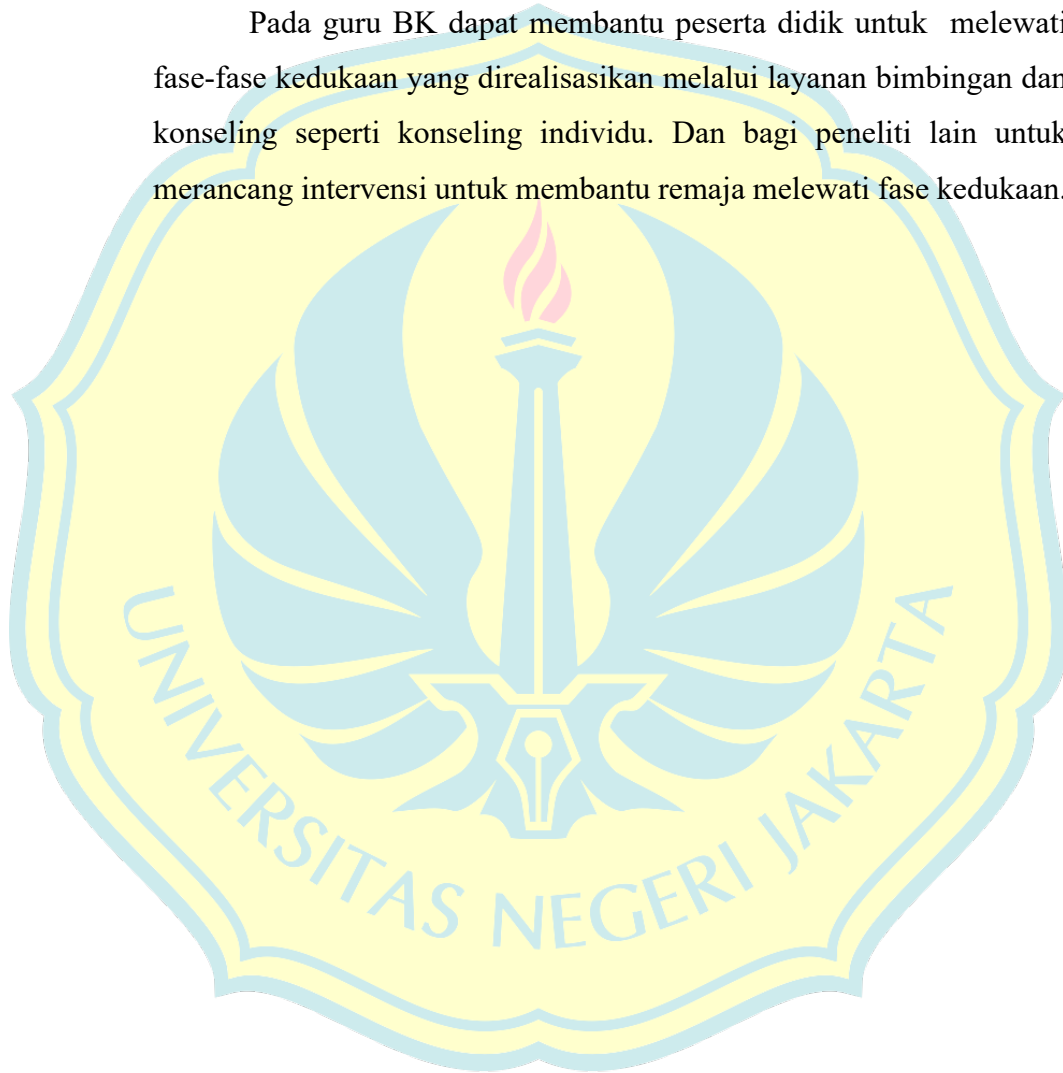 Pada guru BK dapat membantu peserta didik untuk melewati
fase-fase kedukaan yang direalisasikan melalui layanan bimbingan dan
konseling seperti konseling individu. Dan bagi peneliti lain untuk
merancang intervensi untuk membantu remaja melewati fase kedukaan.
UNIVERSITAS NEGERI JAKARTA